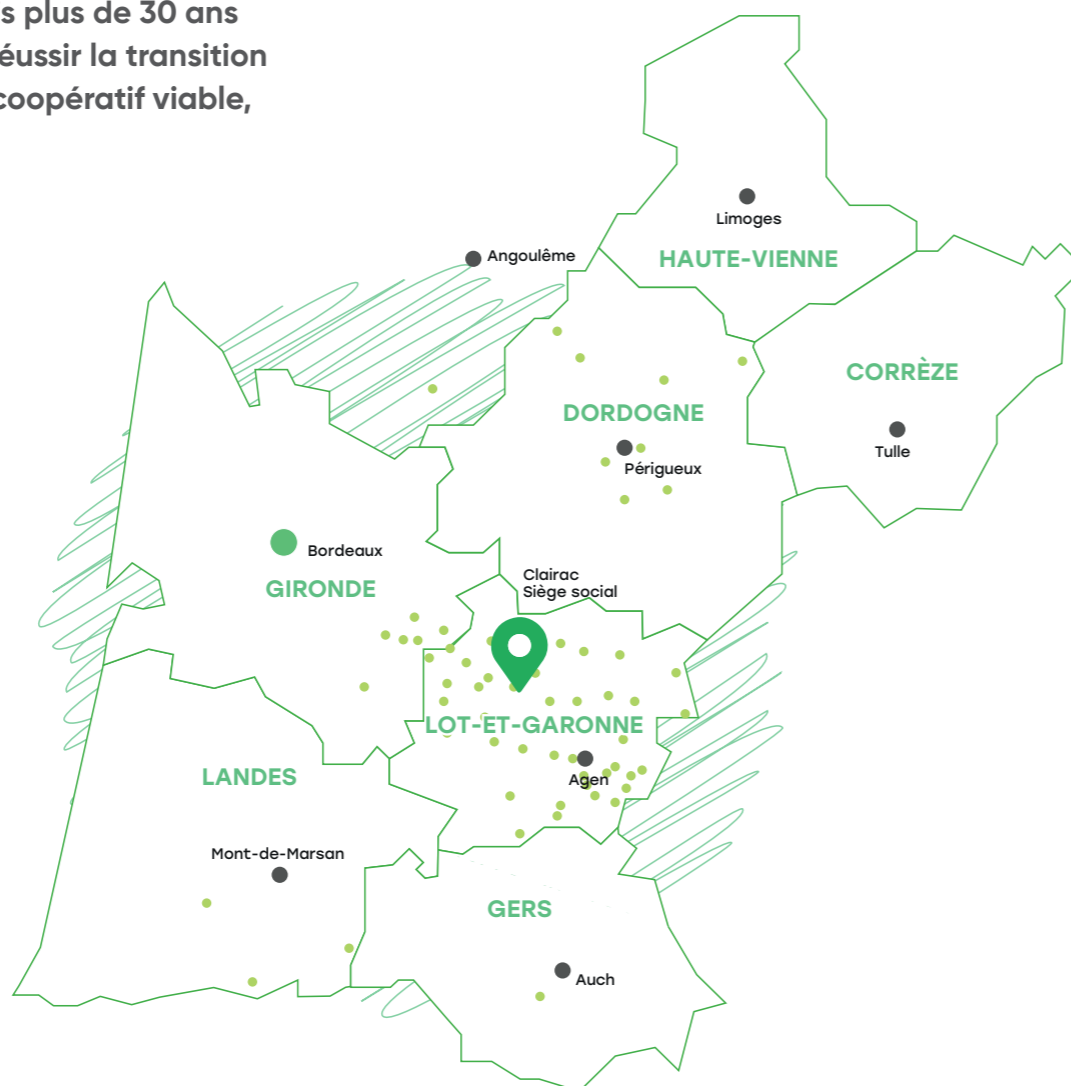 s plus de 30 ans
éussir la transition
coopératif viable,
Limoges
HAUTE-VIENNE
Angoulême
CORRÈZE
DORDOGNE
Tulle
Périgueux
Bordeaux
GIRONDE
Clairac
Siège social
LOT-ET-GARONNE
LANDES
Agen
Mont-de-Marsan
GERS
Auch